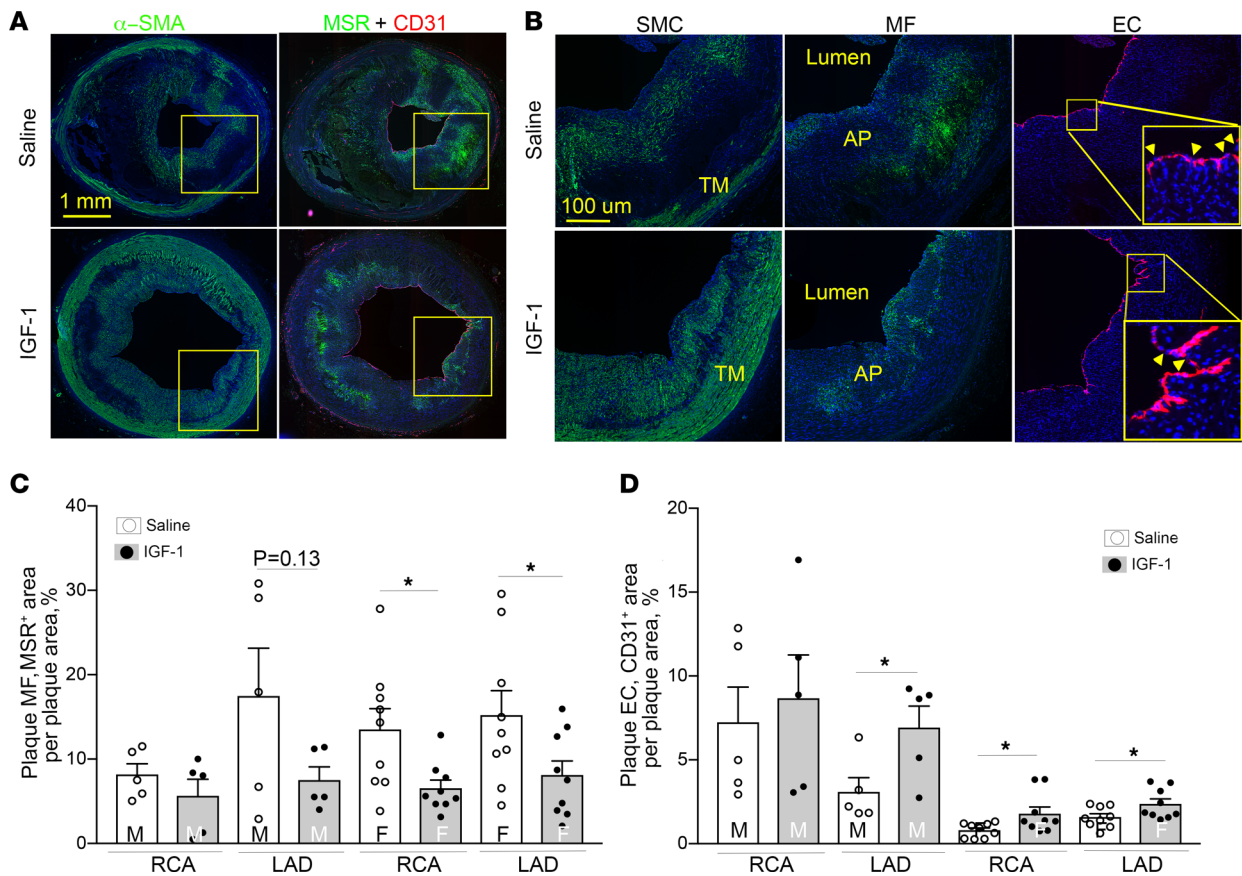 A
α–SMA
MSR + CD31
Saline
1 mm
IGF-1
B
SMC
MF
EC
Saline
Lumen
AP
TM
100 um
IGF-1
Lumen
AP
TM
C
Plaque MF, MSR+ area
per plaque area, %
40
30
20
10
0
Saline
IGF-1
P=0.13
*
*
M
M
M
M
F
F
F
F
RCA
LAD
RCA
LAD
D
Plaque EC, CD31+ area
per plaque area, %
20
15
10
5
0
Saline
IGF-1
*
*
*
M
M
M
M
F
F
RCA
LAD
RCA
LAD